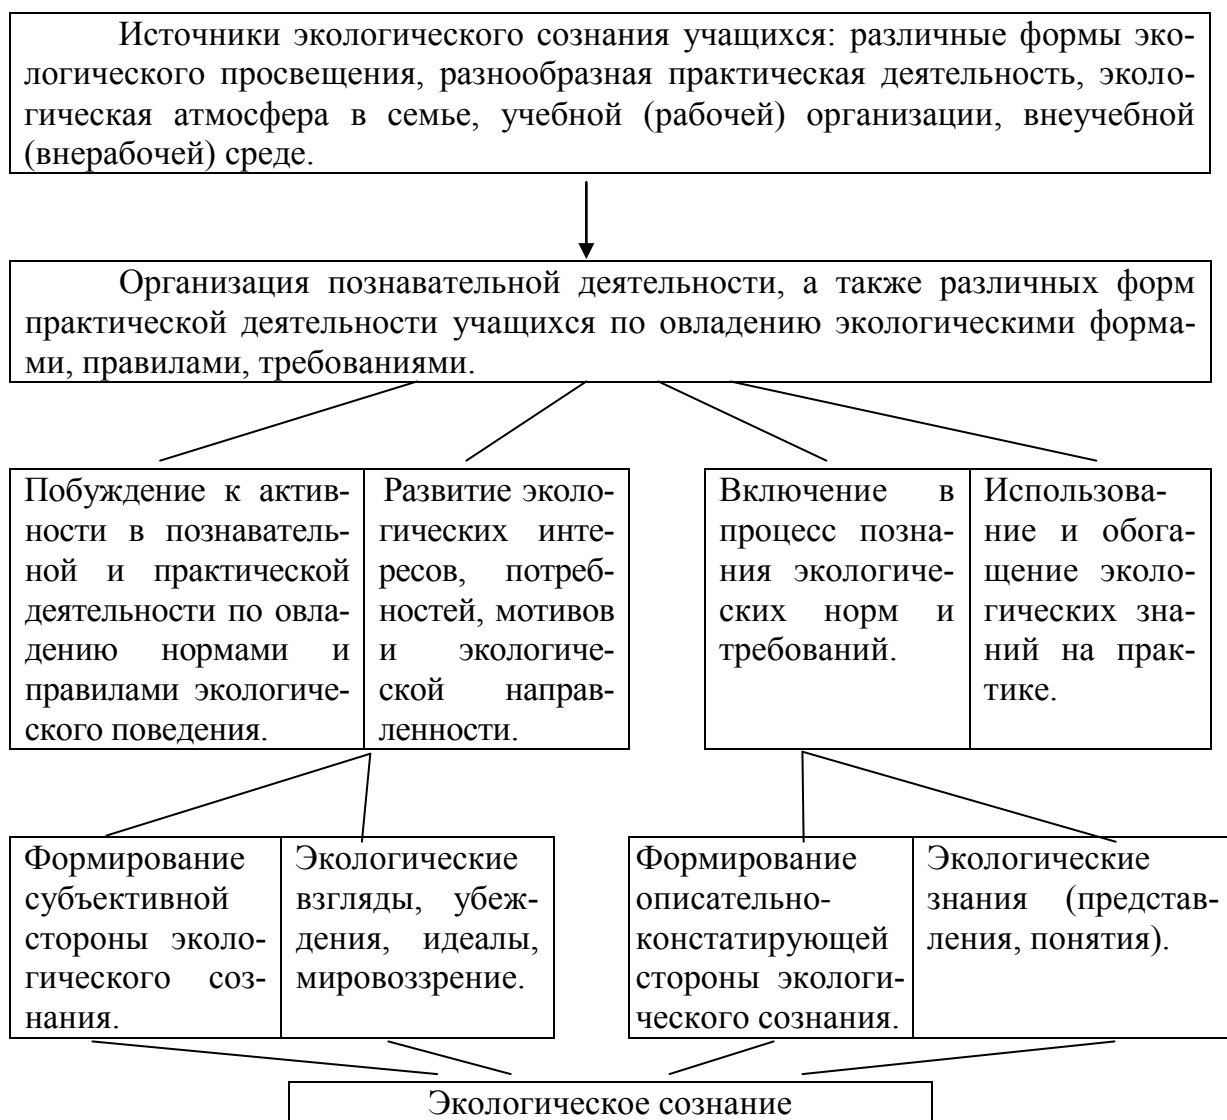 Источники экологического сознания учащихся: различные формы эко-
логического просвещения, разнообразная практическая деятельность, эколо-
гическая атмосфера в семье, учебной (рабочей) организации, внеучебной
(внерабочей) среде.
Организация познавательной деятельности, а также различных форм
практической деятельности учащихся по овладению экологическими форма-
ми, правилами, требованиями.
Побуждение к актив-
ности в познаватель-
ной и практической
деятельности по овла-
дению нормами и
правилами экологиче-
ского поведения.
Развитие эколо-
гических инте-
ресов, потреб-
ностей, мотивов
и экологиче-
ской направ-
ленности.
Включение в
процесс позна-
ния экологиче-
ских норм и
требований.
Использова-
ние и обога-
щение эколо-
гических зна-
ний на прак-
тике.
Формирование
субъективной
стороны эколо-
гического соз-
нания.
Экологические
взгляды, убеж-
дения, идеалы,
мировоззрение.
Формирование
описательно-
констатирующей
стороны экологи-
ческого сознания.
Экологические
знания (представ-
ления, понятия).
Экологическое сознание